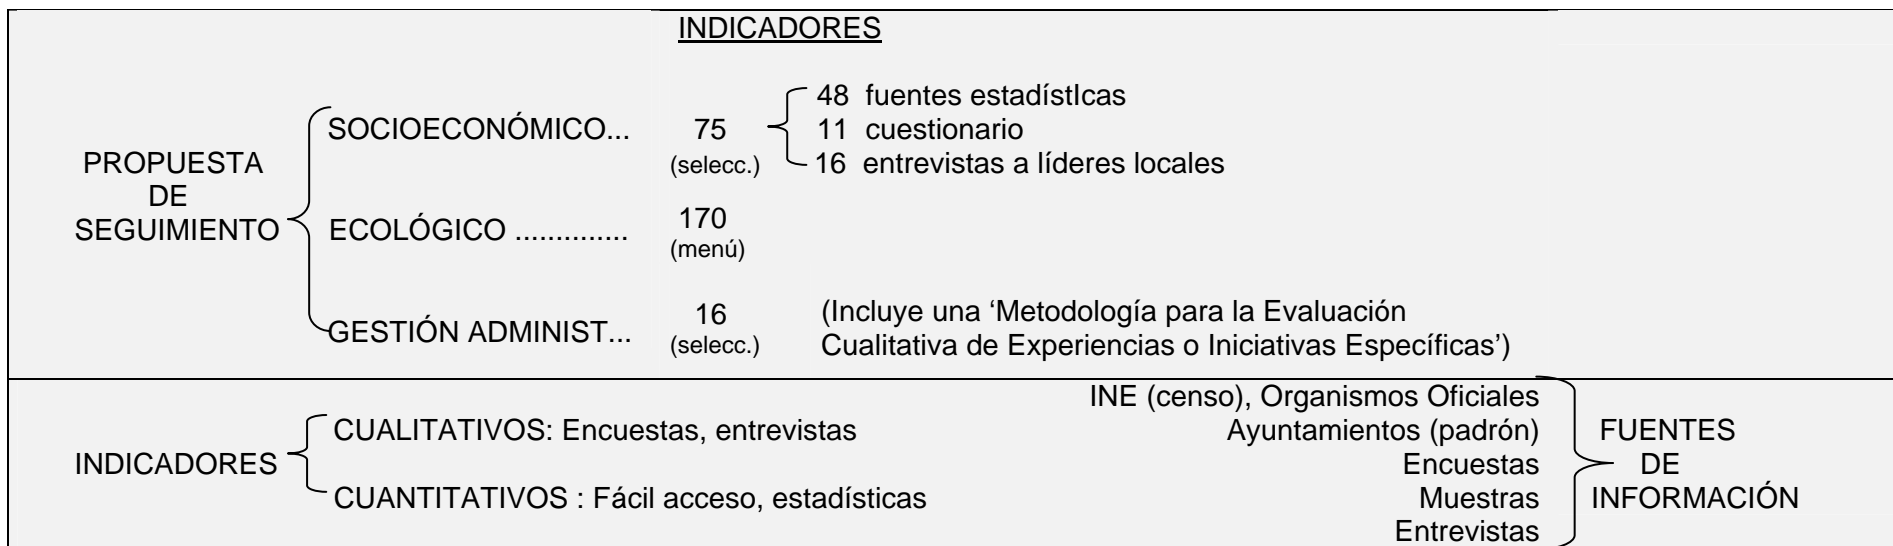 INDICADORES
48 fuentes estadístIcas
SOCIOECONÓMICO... 75 11 cuestionario
PROPUESTA (selecc.) 16 entrevistas a líderes locales
DE
SEGUIMIENTO ECOLÓGICO .............. 170
(menú)
GESTIÓN ADMINIST... 16 (Incluye una ‘Metodología para la Evaluación
(selecc.) Cualitativa de Experiencias o Iniciativas Específicas’)
INE (censo), Organismos Oficiales
CUALITATIVOS: Encuestas, entrevistas Ayuntamientos (padrón) FUENTES
INDICADORES Encuestas DE
CUANTITATIVOS : Fácil acceso, estadísticas Muestras INFORMACIÓN
Entrevistas